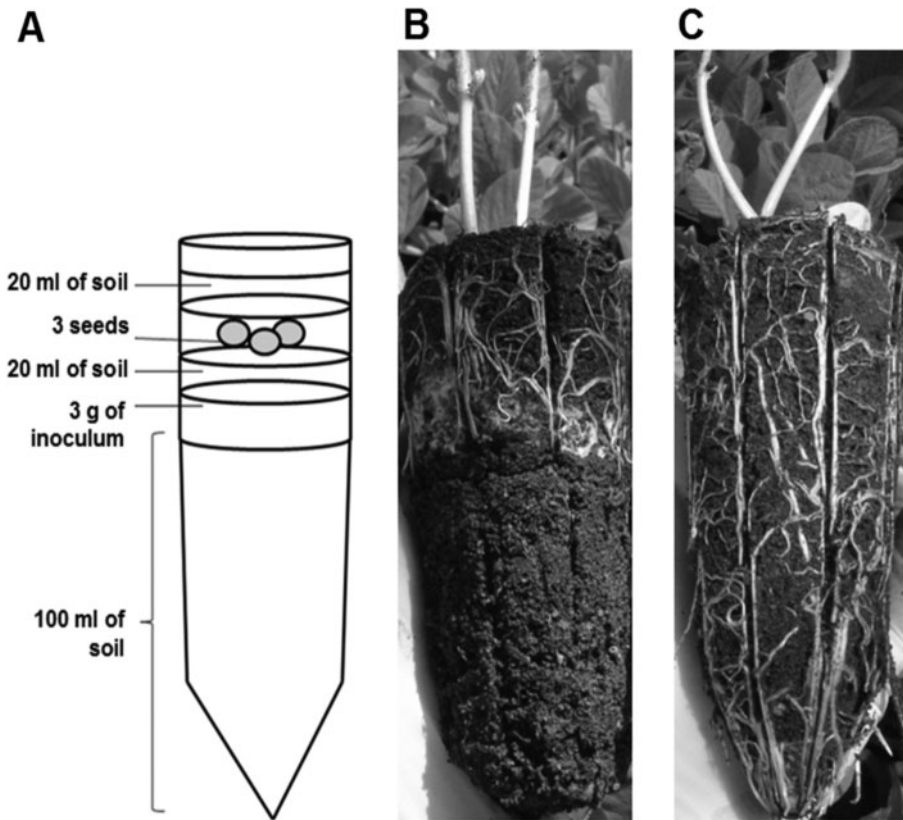 A
B
C
20 ml of soil
3 seeds
20 ml of soil
3 g of
inoculum
100 ml of
soil